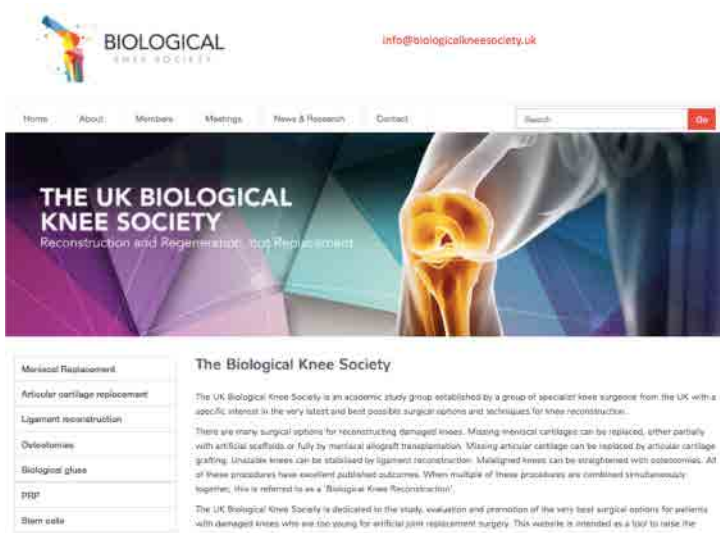 BIOLOGICAL
KNEE SOCIETY
info@biologicalkneesociety.uk
Home About Members Meetings News & Research Contact Search Go
THE UK BIOLOGICAL
KNEE SOCIETY
Reconstruction and Regeneration, not Replacement
Meniscal Replacement
Articular cartilage replacement
Ligament reconstruction
Osteotomies
Biological glues
PRP
Stem cells
The Biological Knee Society
The UK Biological Knee Society is an academic study group established by a group of specialist knee surgeons from the UK with a
specific interest in the very latest and best possible surgical options and techniques for knee reconstruction.
There are many surgical options for reconstructing damaged knees. Missing meniscal cartilages can be replaced, either partially
with artificial scaffolds or fully by meniscal allograft transplantation. Missing articular cartilage can be replaced by articular cartilage
grafting. Unstable knees can be stabilised by ligament reconstruction. Malaligned knees can be straightened with osteotomies. All
of these procedures have excellent published outcomes. When multiple of these procedures are combined simultaneously
together, this is referred to as a 'Biological Knee Reconstruction'.
The UK Biological Knee Society is dedicated to the study, evaluation and promotion of the very best surgical options for patients
with damaged knees who are too young for artificial joint replacement surgery. This website is intended as a tool to raise the